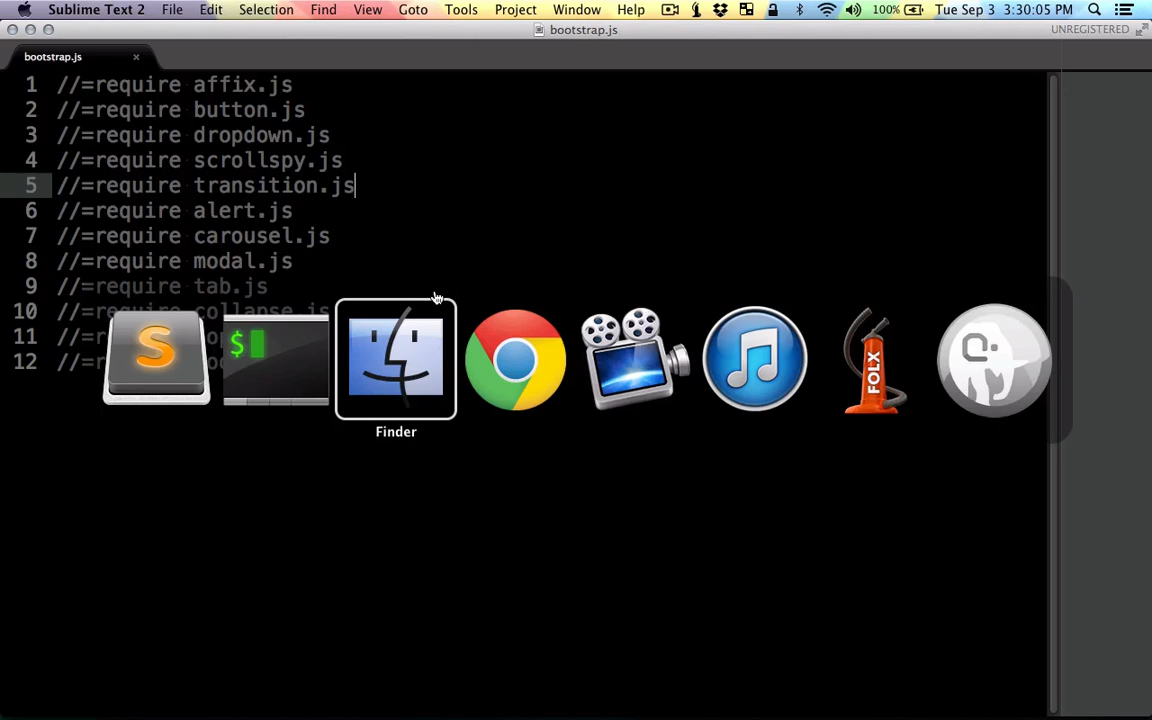 Sublime Text 2 File Edit Selection Find View Goto Tools Project Window Help 100% Tue Sep 3 3:30:05 PM
bootstrap.js UNREGISTERED
bootstrap.js ×
1 //=require affix.js
2 //=require button.js
3 //=require dropdown.js
4 //=require scrollspy.js
5 //=require transition.js
6 //=require alert.js
7 //=require carousel.js
8 //=require modal.js
9 //=require tab.js
10 //=require collapse.js
11
12
S $ FOLX
Finder